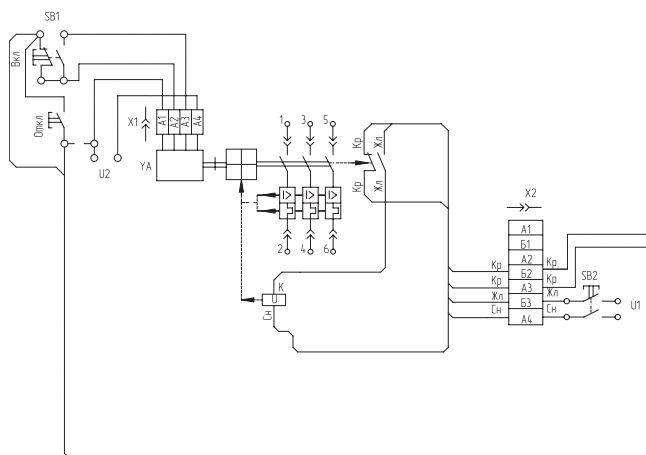 SB1
Вкл.
Откл.
X1
A1
A2
A3
A4
U2
YA
1
3
5
I>
I>
I>
2
4
6
Кр
Жл
Кр
Жл
U
К
Сн
X2
A1
Б1
A2
Кр
Б2
Кр
Кр
A3
Кр
Жл
Б3
Жл
Сн
A4
Сн
SB2
U1